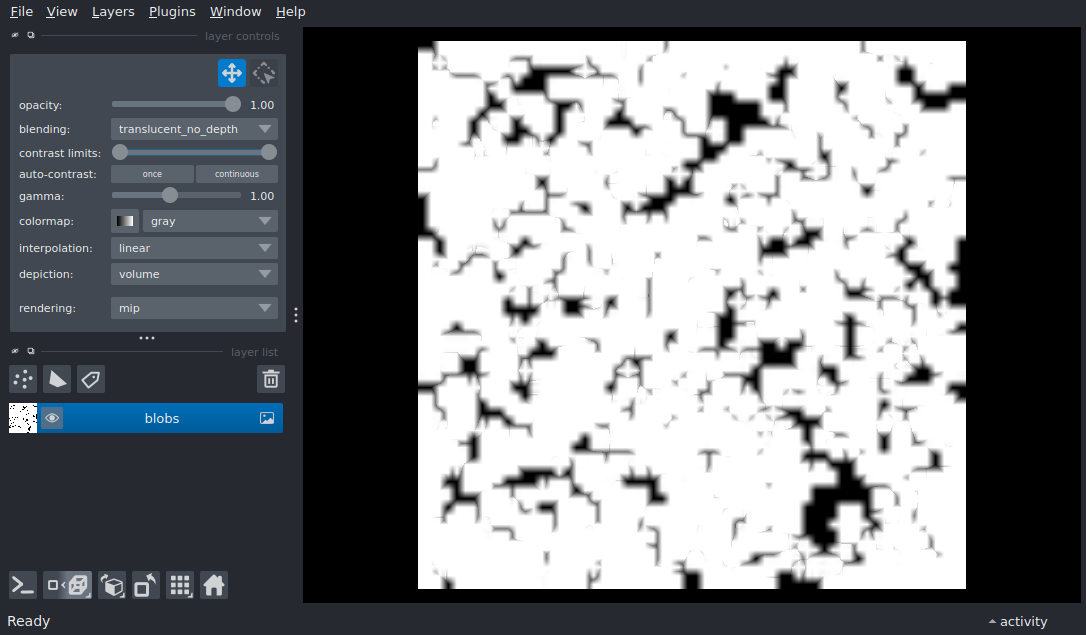 File View Layers Plugins Window Help
layer controls
opacity: 1.00
blending: translucent_no_depth
contrast limits:
auto-contrast: once continuous
gamma: 1.00
colormap: gray
interpolation: linear
depiction: volume
rendering: mip
layer list
blobs
Ready activity